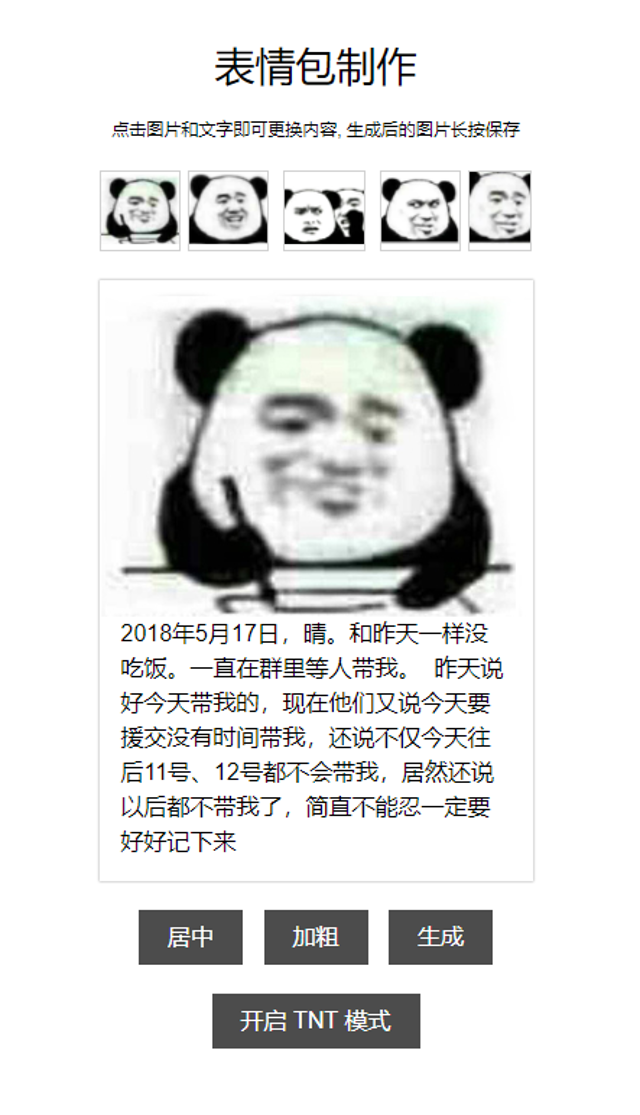 表情包制作
点击图片和文字即可更换内容, 生成后的图片长按保存
2018年5月17日，晴。和昨天一样没
吃饭。一直在群里等人带我。 昨天说
好今天带我的，现在他们又说今天要
援交没有时间带我，还说不仅今天往
后11号、12号都不会带我，居然还说
以后都不带我了，简直不能忍一定要
好好记下来
居中 加粗 生成
开启 TNT 模式